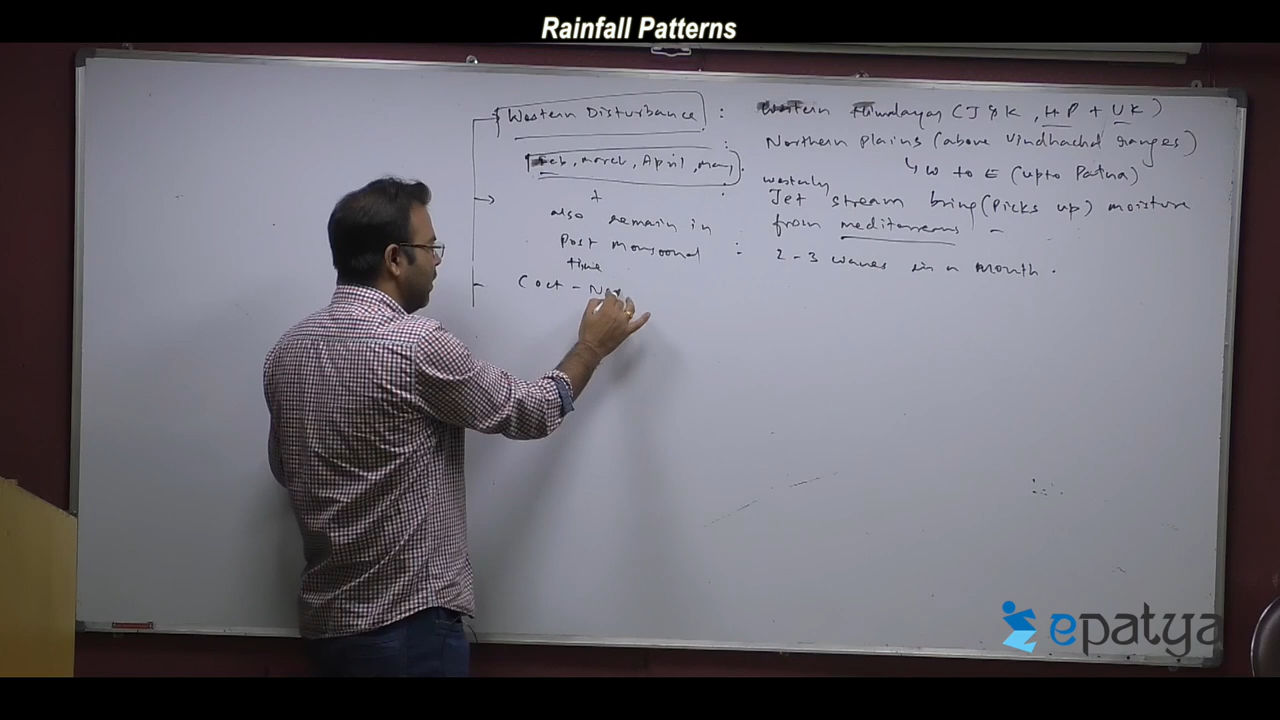 Rainfall Patterns
Western Disturbance :
Feb, march, April, may
+
also remain in
Post monsoonal
time
(Oct - Nov
Western Himalayas (J & K, HP + UK)
: Northern plains (above Vindhachal ranges)
↳ W to E (upto Patna)
: westerly
Jet stream bring (Picks up) moisture
from mediterranean -
: 2 - 3 waves in a month.
epatya